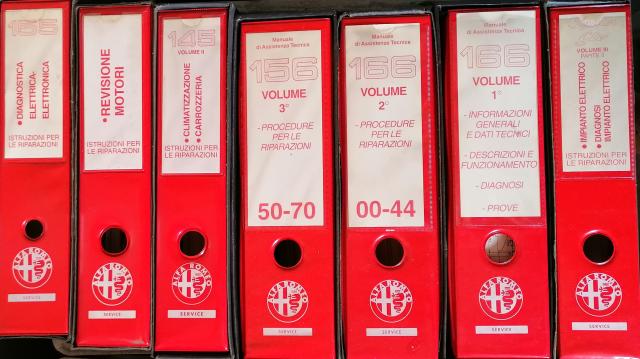 155
• DIAGNOSTICA
ELETTRICA-
ELETTRONICA
ISTRUZIONI PER
LE RIPARAZIONI
ALFA ROMEO
SERVICE
• REVISIONE
MOTORI
ISTRUZIONI PER
LE RIPARAZIONI
ALFA ROMEO
SERVICE
145
VOLUME II
• CLIMATIZZAZIONE
• CARROZZERIA
ISTRUZIONI PER
LE RIPARAZIONI
ALFA ROMEO
SERVICE
Manuale
di Assistenza Tecnica
156
VOLUME
3°
- PROCEDURE
PER LE
RIPARAZIONI
50-70
ALFA ROMEO
SERVICE
Manuale
di Assistenza Tecnica
166
VOLUME
2°
- PROCEDURE
PER LE
RIPARAZIONI
00-44
ALFA ROMEO
SERVICE
Manuale
di Assistenza Tecnica
166
VOLUME
1°
- INFORMAZIONI
GENERALI
E DATI TECNICI
- DESCRIZIONI E
FUNZIONAMENTO
- DIAGNOSI
- PROVE
ALFA ROMEO
SERVICE
VOLUME III
PARTE 2
• IMPIANTO ELETTRICO
• DIAGNOSI
IMPIANTO ELETTRICO
ISTRUZIONI PER
LE RIPARAZIONI
ALFA ROMEO
SERVICE